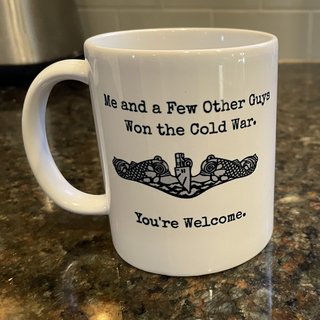 Me and a Few Other Guys
Won the Cold War.
You're Welcome.